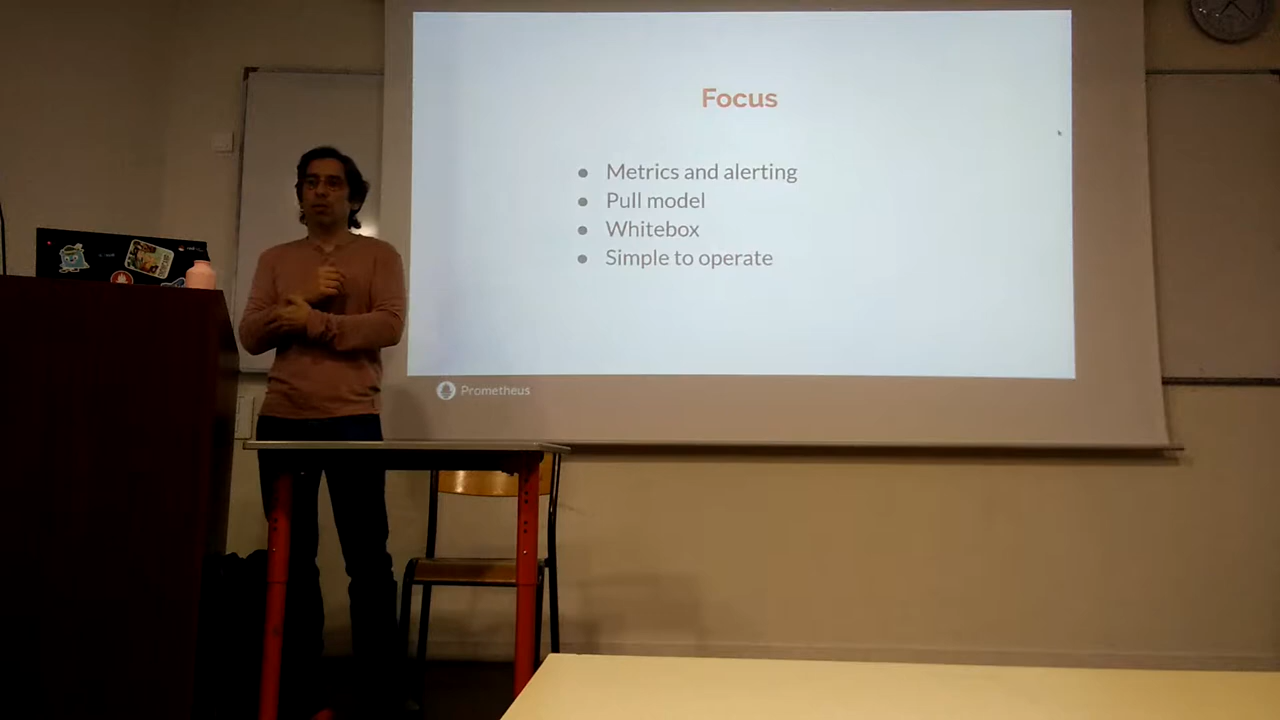 Focus
Metrics and alerting
Pull model
Whitebox
Simple to operate
Prometheus